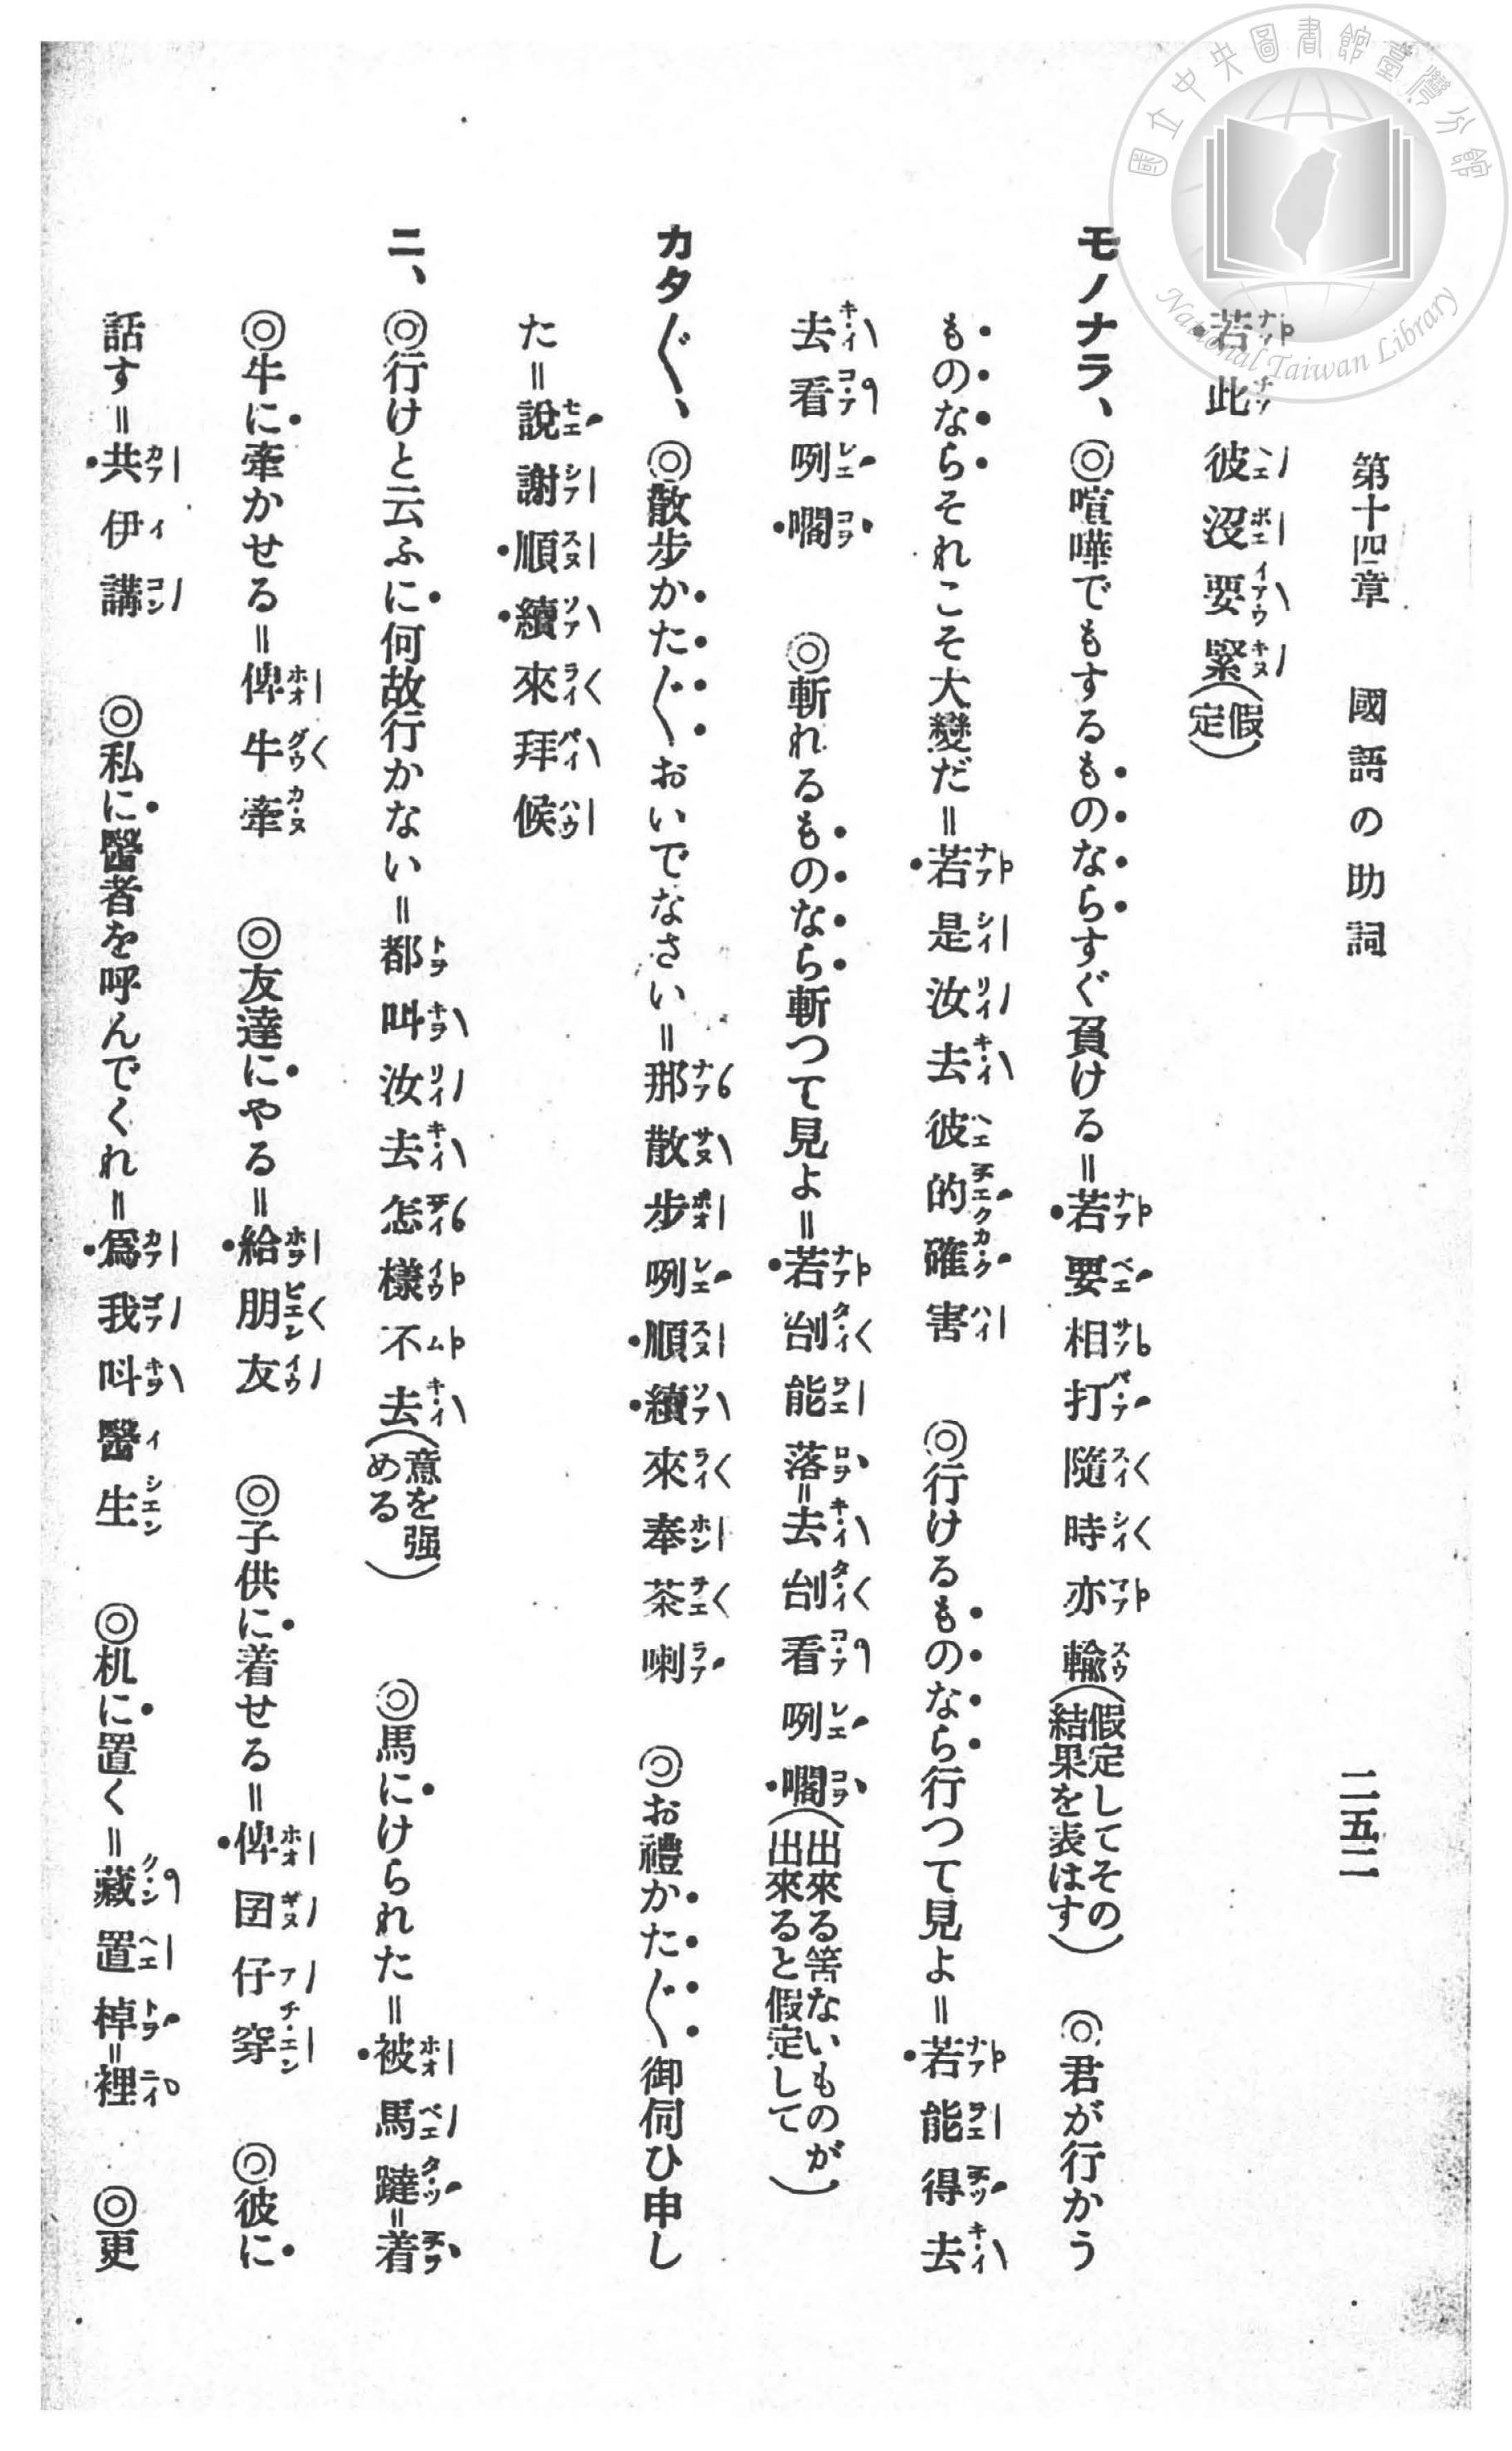 國立中央圖書館臺灣分館
National Taiwan Library
第十四章 國語の助詞 二五二
若此彼沒要緊(假定)
モノナラ、◎喧嘩でもするものならすぐ負ける=若要相打隨時亦輸(假定してその結果を表はす) ◎君が行かう
ものならそれこそ大變だ=若是汝去彼的確害 ◎行けるものなら行つて見よ=若能得去
去看咧嚪 ◎斬れるものなら斬つて見よ=若刣能落=去刣看咧(出來る筈ないものが出來ると假定して)
カタ〴〵、◎散步かた〴〵おいでなさい=那散步咧順續來奉茶喇 ◎お禮かた〴〵御伺ひ申し
た=說謝順續來拜候
ニ、◎行けと云ふに何故行かない=都叫汝去怎樣不去(意を强める) ◎馬にけられた=被馬躂=着
◎牛に牽かせる=俾牛牽 ◎友達にやる=給朋友 ◎子供に着せる=俾囝仔穿 ◎彼に
話す=共伊講 ◎私に醫者を呼んでくれ=爲我叫醫生 ◎机に置く=藏置棹=裡 ◎更